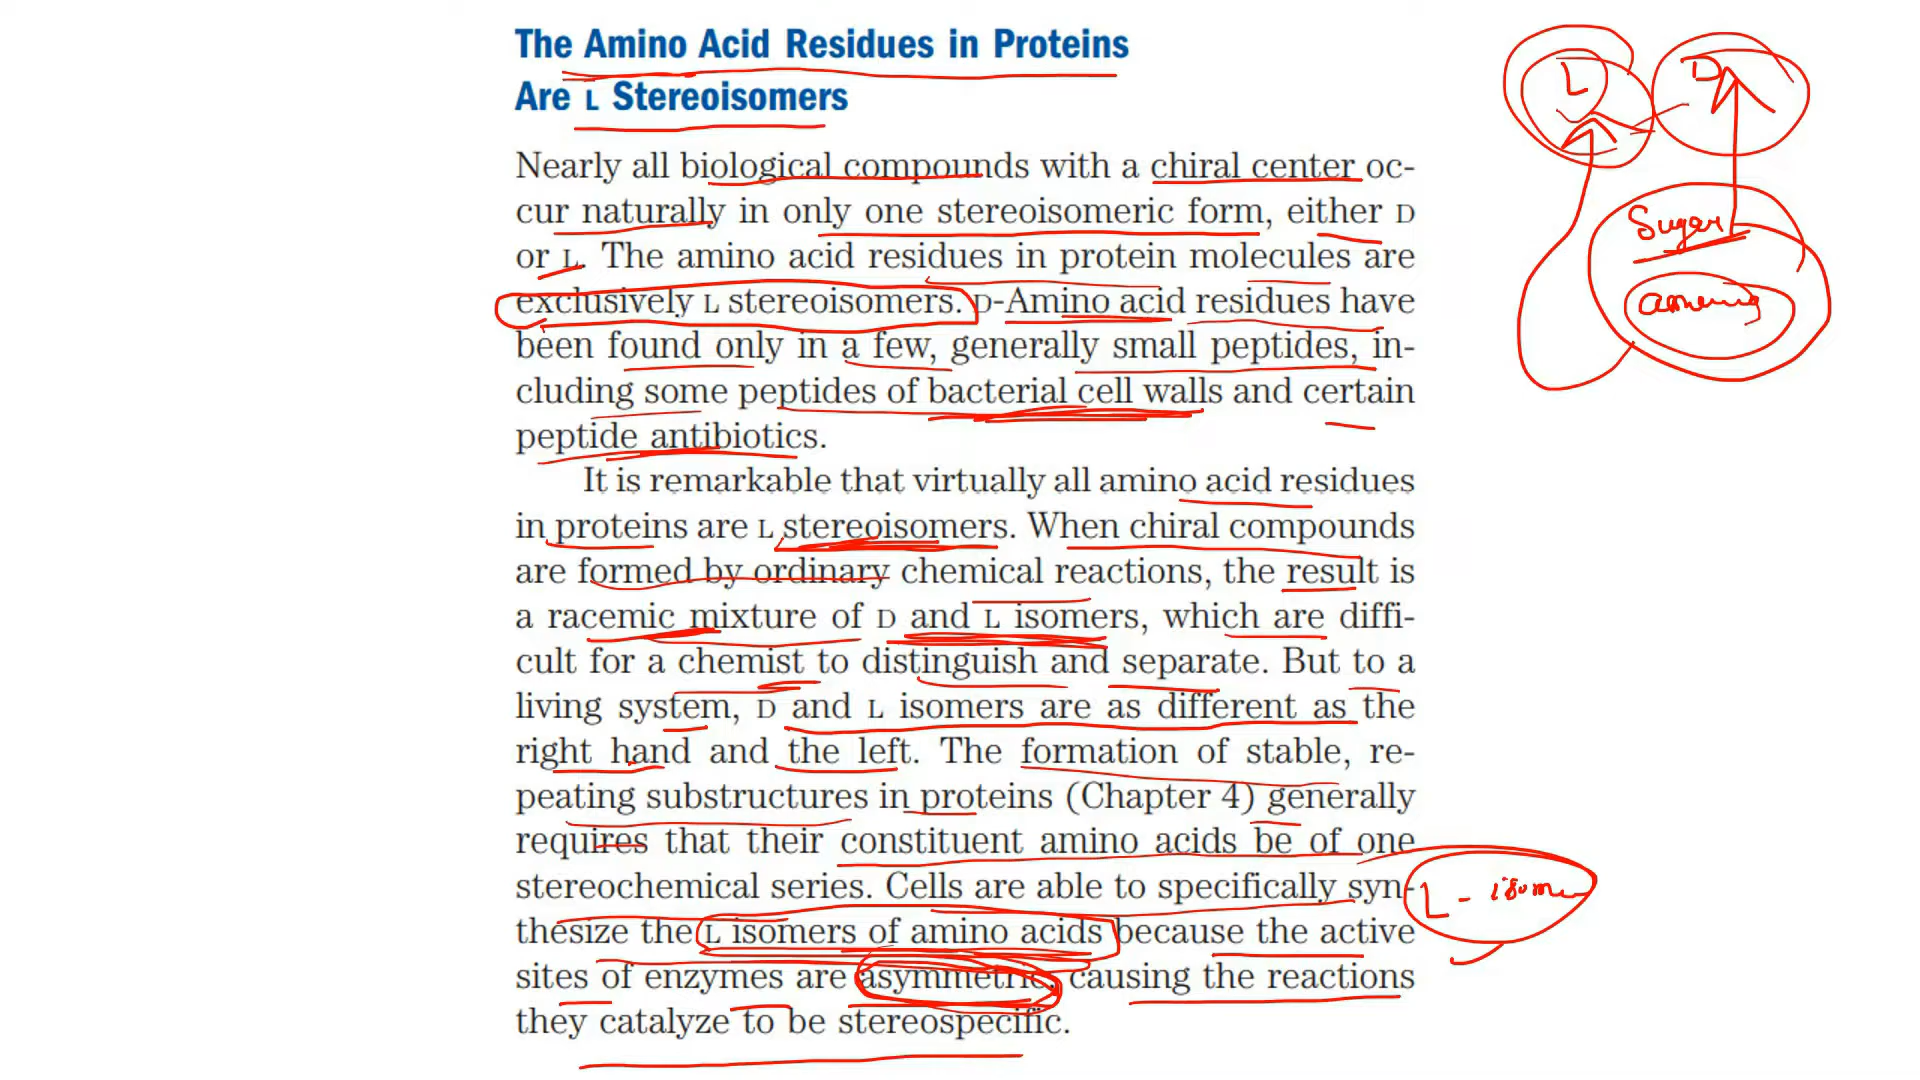 The Amino Acid Residues in Proteins
Are L Stereoisomers
Nearly all biological compounds with a chiral center oc-
cur naturally in only one stereoisomeric form, either D
or L. The amino acid residues in protein molecules are
exclusively L stereoisomers. D-Amino acid residues have
been found only in a few, generally small peptides, in-
cluding some peptides of bacterial cell walls and certain
peptide antibiotics.
It is remarkable that virtually all amino acid residues
in proteins are L stereoisomers. When chiral compounds
are formed by ordinary chemical reactions, the result is
a racemic mixture of D and L isomers, which are diffi-
cult for a chemist to distinguish and separate. But to a
living system, D and L isomers are as different as the
right hand and the left. The formation of stable, re-
peating substructures in proteins (Chapter 4) generally
requires that their constituent amino acids be of one
stereochemical series. Cells are able to specifically syn-
thesize the L isomers of amino acids because the active
sites of enzymes are asymmetric, causing the reactions
they catalyze to be stereospecific.
L D
Sugar
L - isome